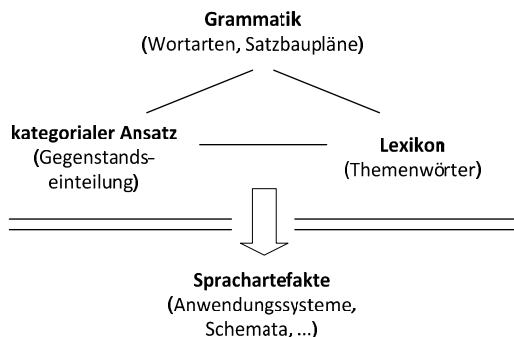 Grammatik
(Wortarten, Satzbaupläne)
kategorialer Ansatz
(Gegenstands-
einteilung)
Lexikon
(Themenwörter)
Sprachartefakte
(Anwendungssysteme,
Schemata, ...)